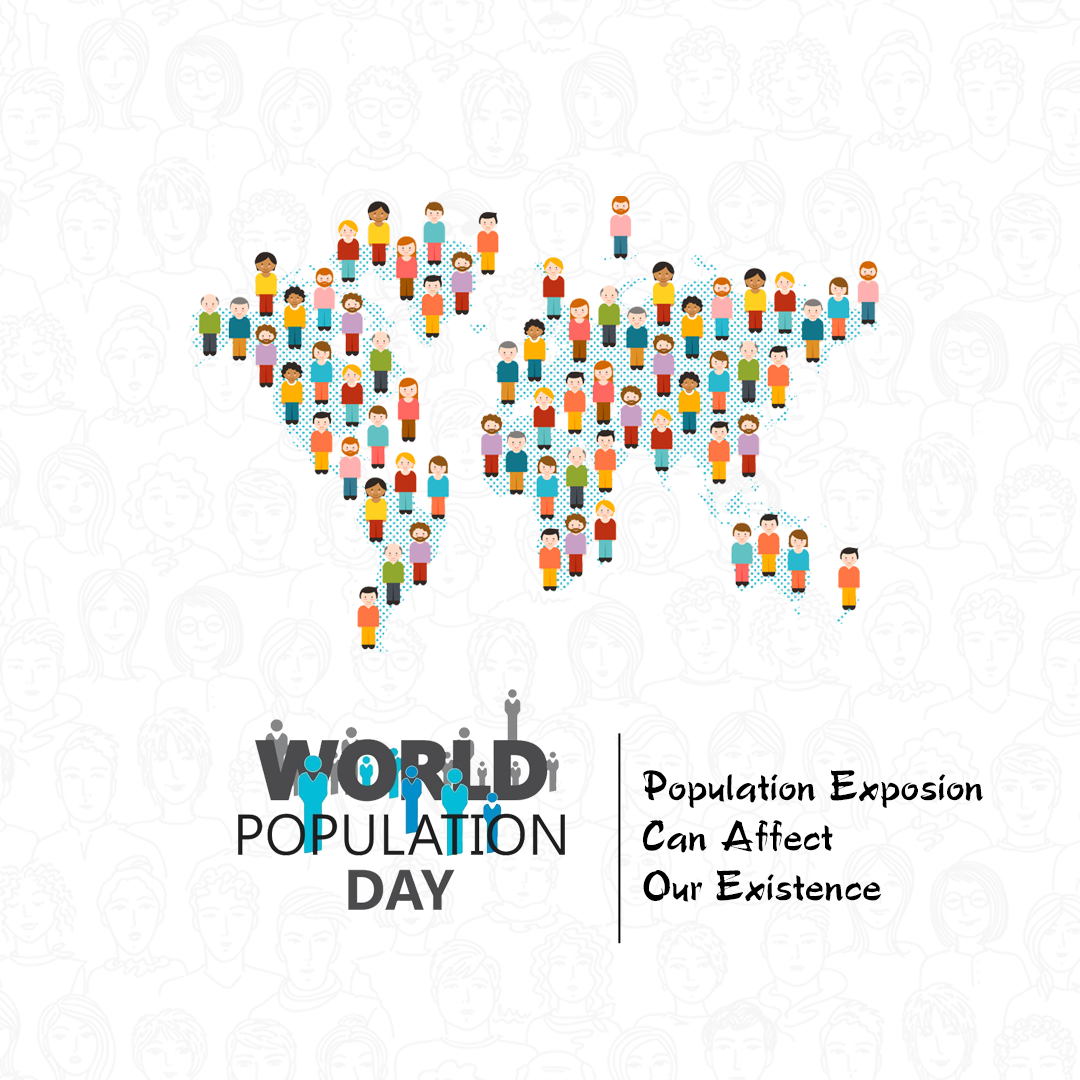 WORLD
POPULATION
DAY
Population Exposion
Can Affect
Our Existence